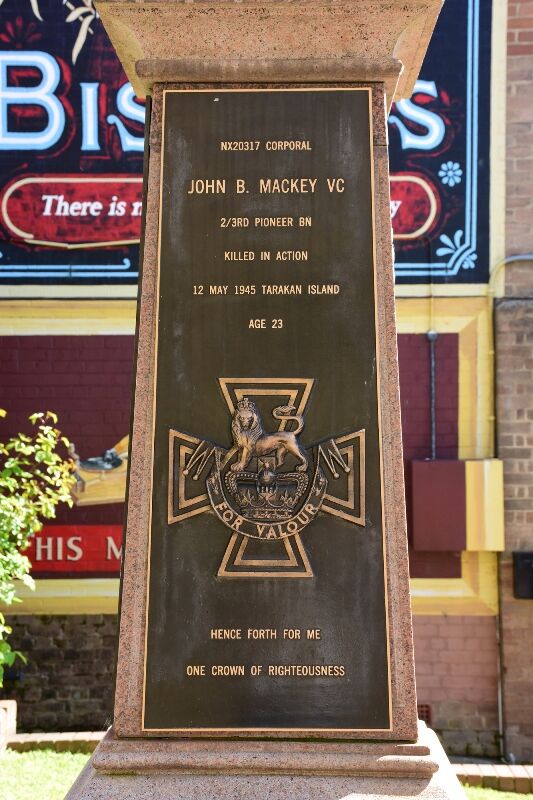 NX20317 CORPORAL
JOHN B. MACKEY VC
2/3RD PIONEER BN
KILLED IN ACTION
12 MAY 1945 TARAKAN ISLAND
AGE 23
FOR VALOUR
HENCE FORTH FOR ME
ONE CROWN OF RIGHTEOUSNESS
Bis
s
There is
HIS M